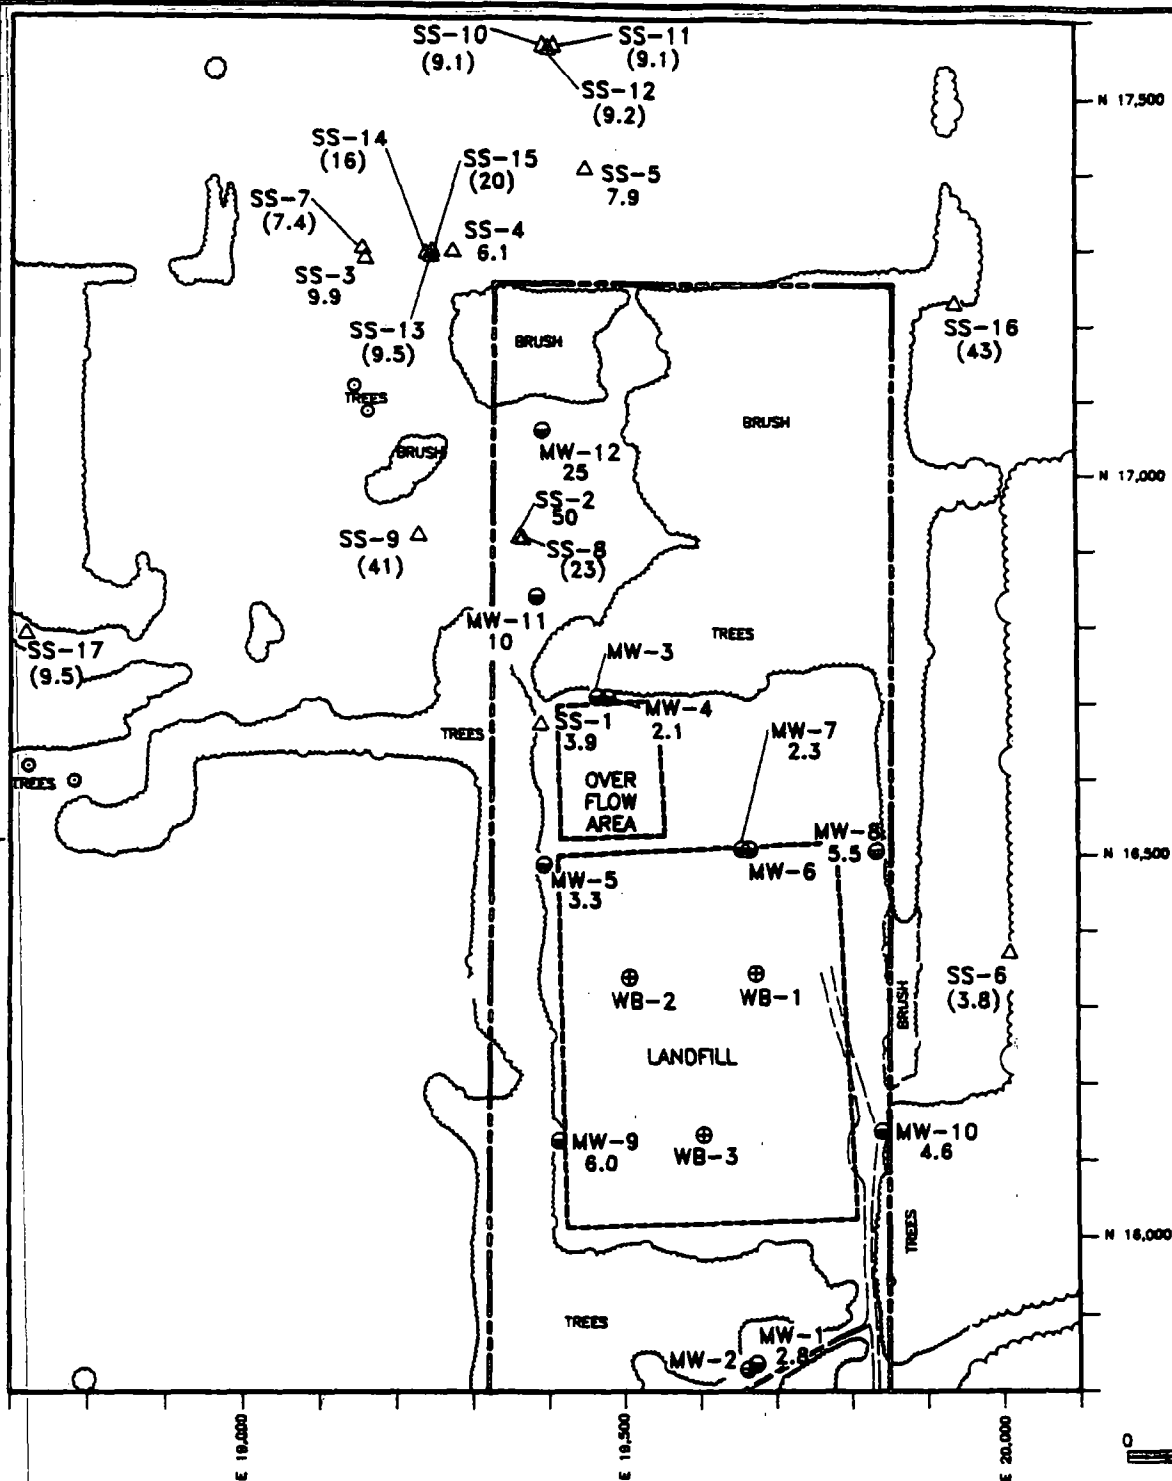 SS-10
(9.1)
SS-11
(9.1)
SS-12
(9.2)
N 17,500
SS-14
(16)
SS-15
(20)
SS-5
7.9
SS-7
(7.4)
SS-4
6.1
SS-3
9.9
SS-13
(9.5)
SS-16
(43)
BRUSH
TREES
BRUSH
BRUSH
MW-12
25
N 17,000
SS-2
50
SS-9
(41)
SS-8
(23)
MW-11
10
TREES
SS-17
(9.5)
MW-3
MW-4
2.1
SS-1
3.9
TREES
MW-7
2.3
TREES
OVER
FLOW
AREA
MW-8
5.5
N 16,500
MW-6
MW-5
3.3
WB-2
WB-1
SS-6
(3.8)
BRUSH
LANDFILL
MW-9
6.0
WB-3
MW-10
4.6
TREES
N 16,000
TREES
MW-1
2.8
MW-2
E 19,000
E 19,500
E 20,000
0